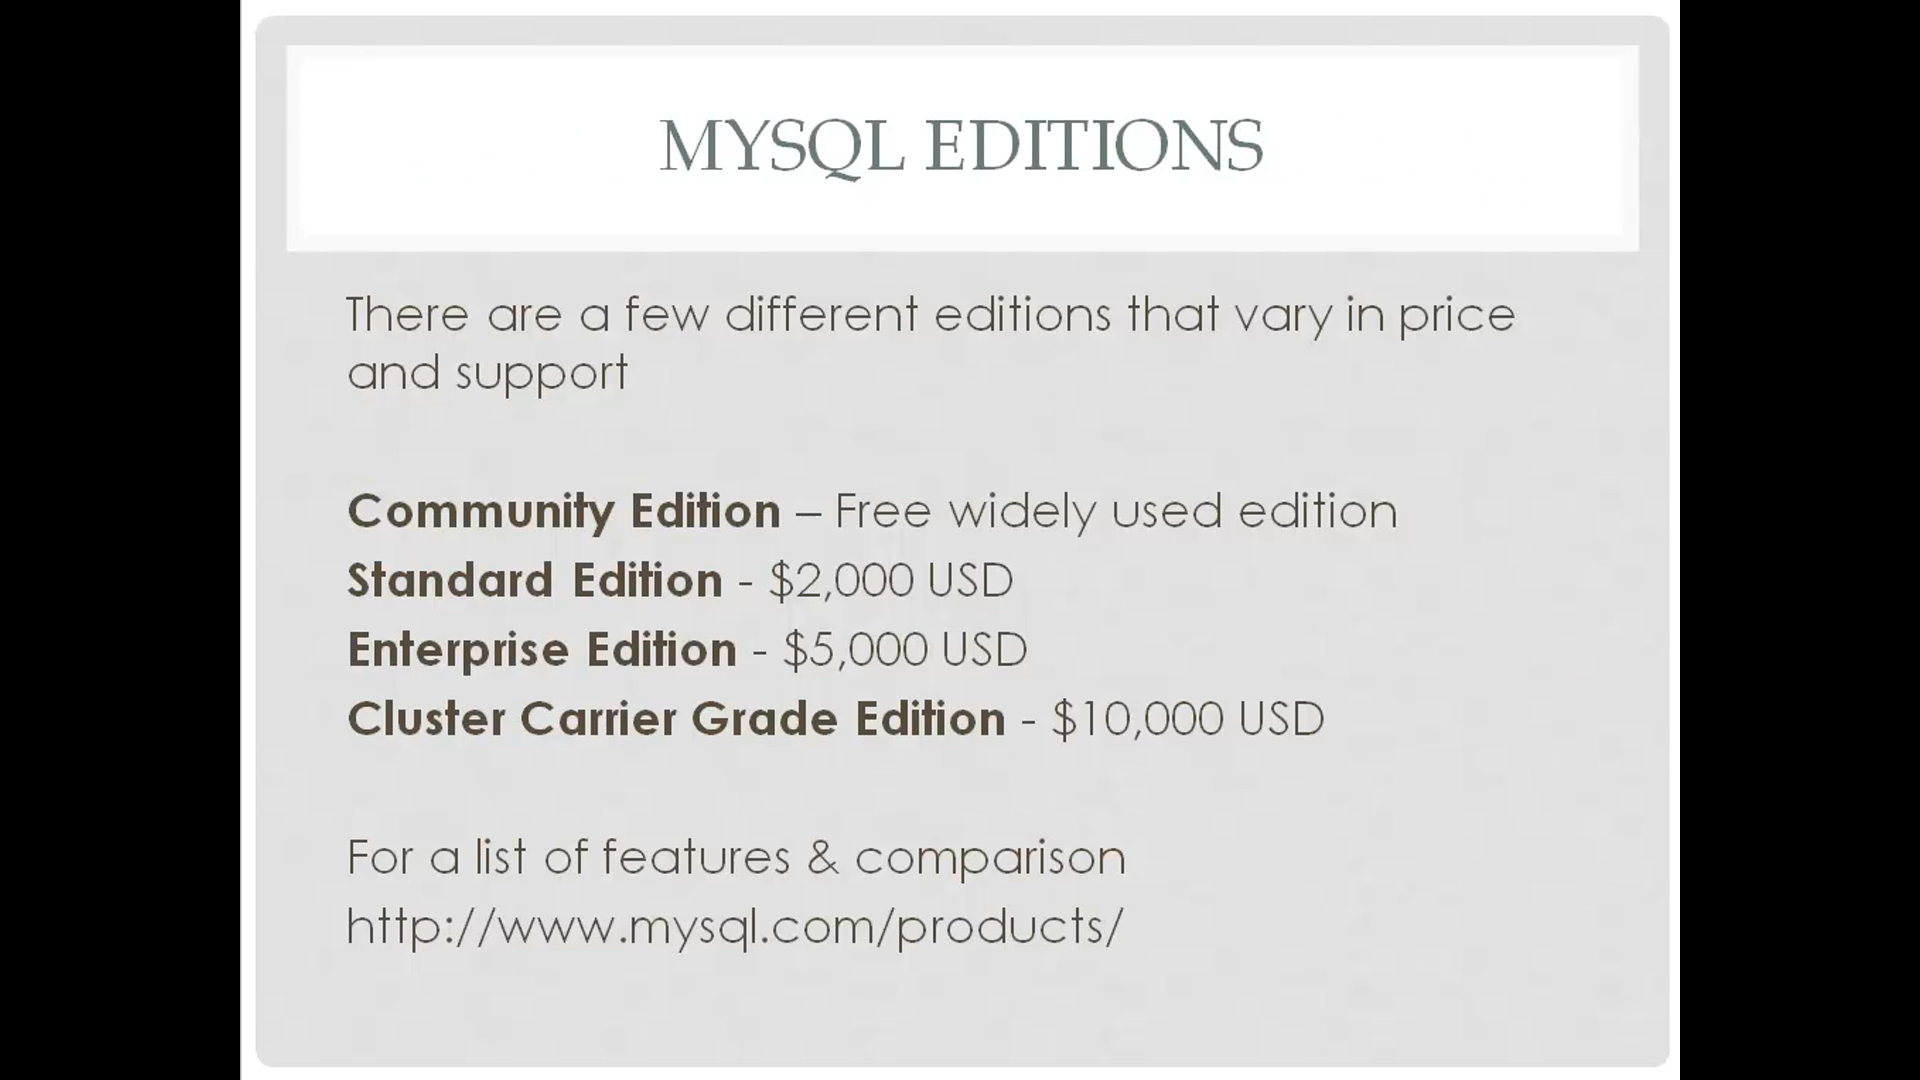 MYSQL EDITIONS
There are a few different editions that vary in price
and support
Community Edition – Free widely used edition
Standard Edition - $2,000 USD
Enterprise Edition - $5,000 USD
Cluster Carrier Grade Edition - $10,000 USD
For a list of features & comparison
http://www.mysql.com/products/